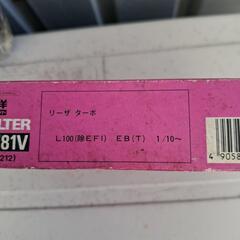 洋
LTER
81V
212)
リーザ ターボ
L100(除EFI) EB(T) 1/10~
4 9058